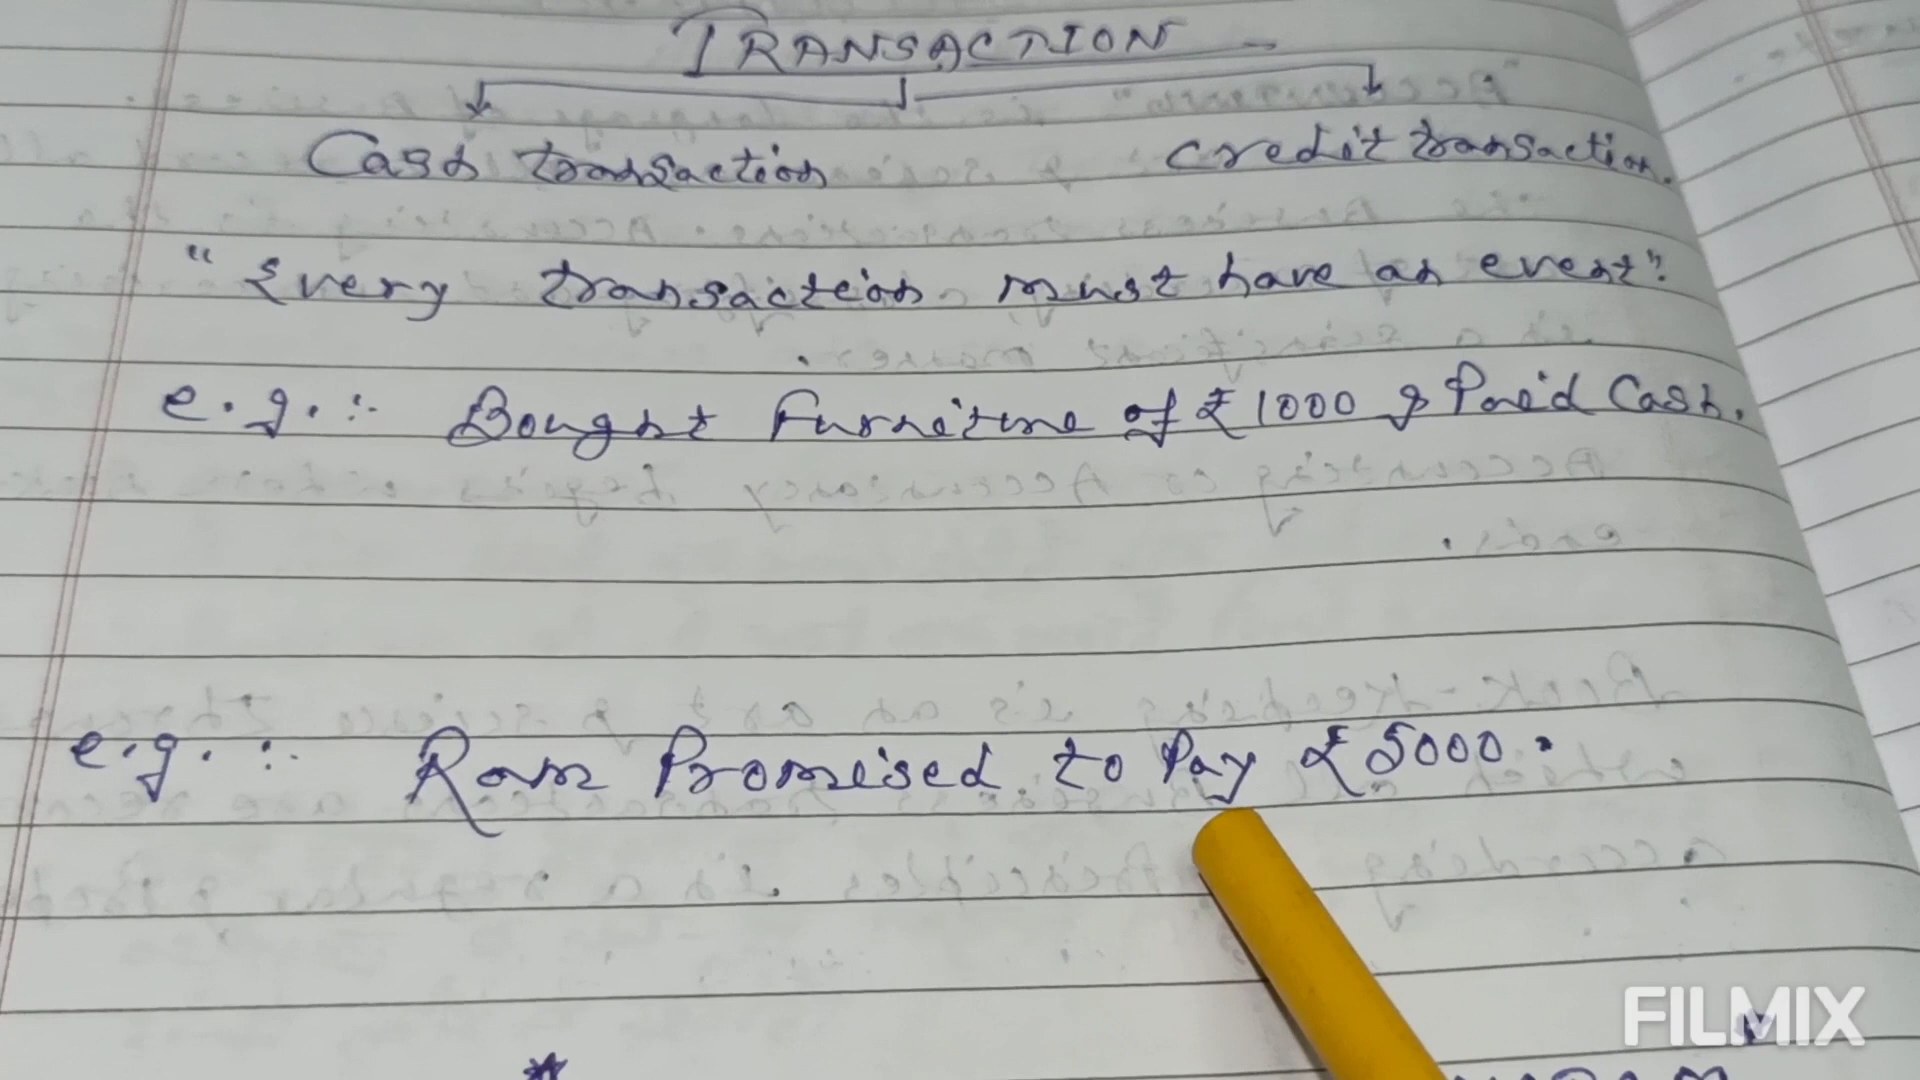 TRANSACTION
Cash transaction credit transaction.
"Every transaction must have an event".
e.g. :- Bought Furniture of ₹ 1000 & Paid Cash.
e.g. :- Ram Promised to Pay ₹ 5000.
FILMIX